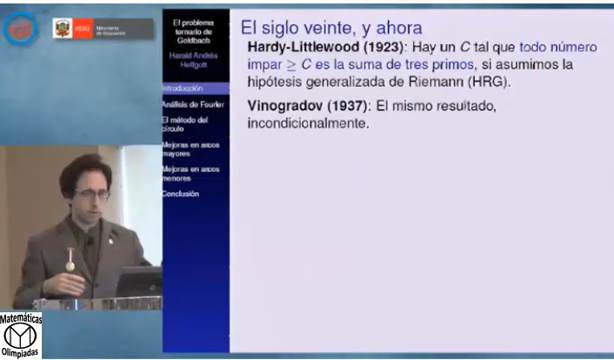 PERÚ
Ministerio
de Educación
El problema
ternario de
Goldbach
Harald Andrés
Helfgott
Introducción
Análisis de Fourier
El método del
círculo
Mejoras en arcos
mayores
Mejoras en arcos
menores
Conclusión
El siglo veinte, y ahora
Hardy-Littlewood (1923): Hay un C tal que todo número
impar ≥ C es la suma de tres primos, si asumimos la
hipótesis generalizada de Riemann (HRG).
Vinogradov (1937): El mismo resultado,
incondicionalmente.
Matemáticas
Olimpiadas